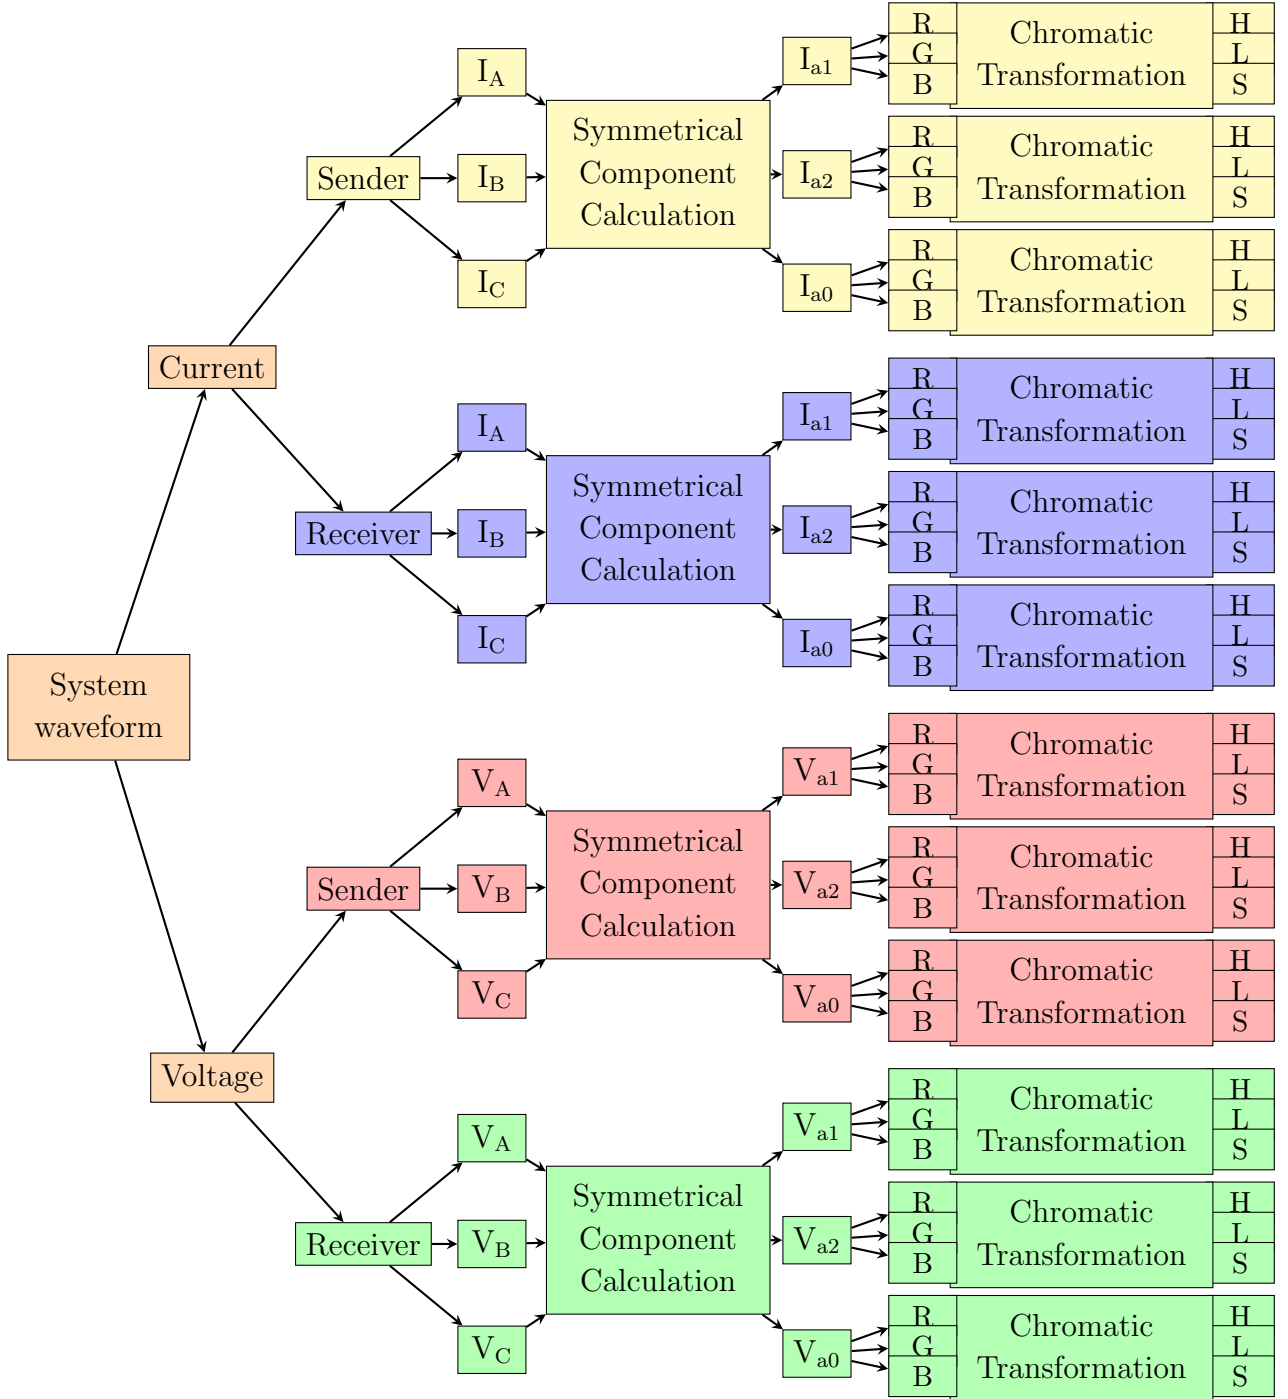 System
waveform
Current
Voltage
Sender
I_A
I_B
I_C
Symmetrical
Component
Calculation
I_a1
R
G
B
Chromatic
Transformation
H
L
S
I_a2
R
G
B
Chromatic
Transformation
H
L
S
I_a0
R
G
B
Chromatic
Transformation
H
L
S
Receiver
I_A
I_B
I_C
Symmetrical
Component
Calculation
I_a1
R
G
B
Chromatic
Transformation
H
L
S
I_a2
R
G
B
Chromatic
Transformation
H
L
S
I_a0
R
G
B
Chromatic
Transformation
H
L
S
Sender
V_A
V_B
V_C
Symmetrical
Component
Calculation
V_a1
R
G
B
Chromatic
Transformation
H
L
S
V_a2
R
G
B
Chromatic
Transformation
H
L
S
V_a0
R
G
B
Chromatic
Transformation
H
L
S
Receiver
V_A
V_B
V_C
Symmetrical
Component
Calculation
V_a1
R
G
B
Chromatic
Transformation
H
L
S
V_a2
R
G
B
Chromatic
Transformation
H
L
S
V_a0
R
G
B
Chromatic
Transformation
H
L
S